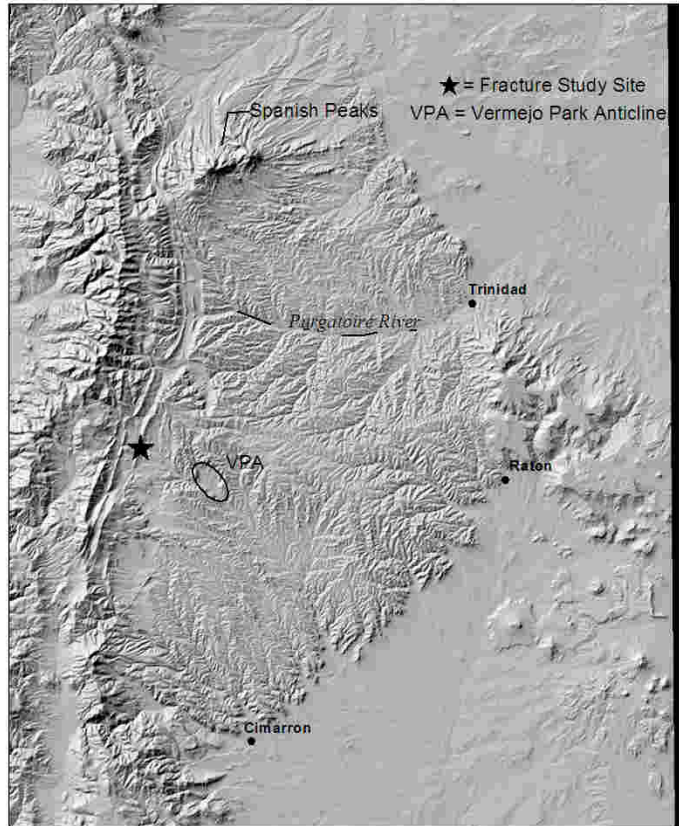 ★ = Fracture Study Site
Spanish Peaks
VPA = Vermejo Park Anticline
Trinidad
Purgatoire River
VPA
Raton
Cimarron